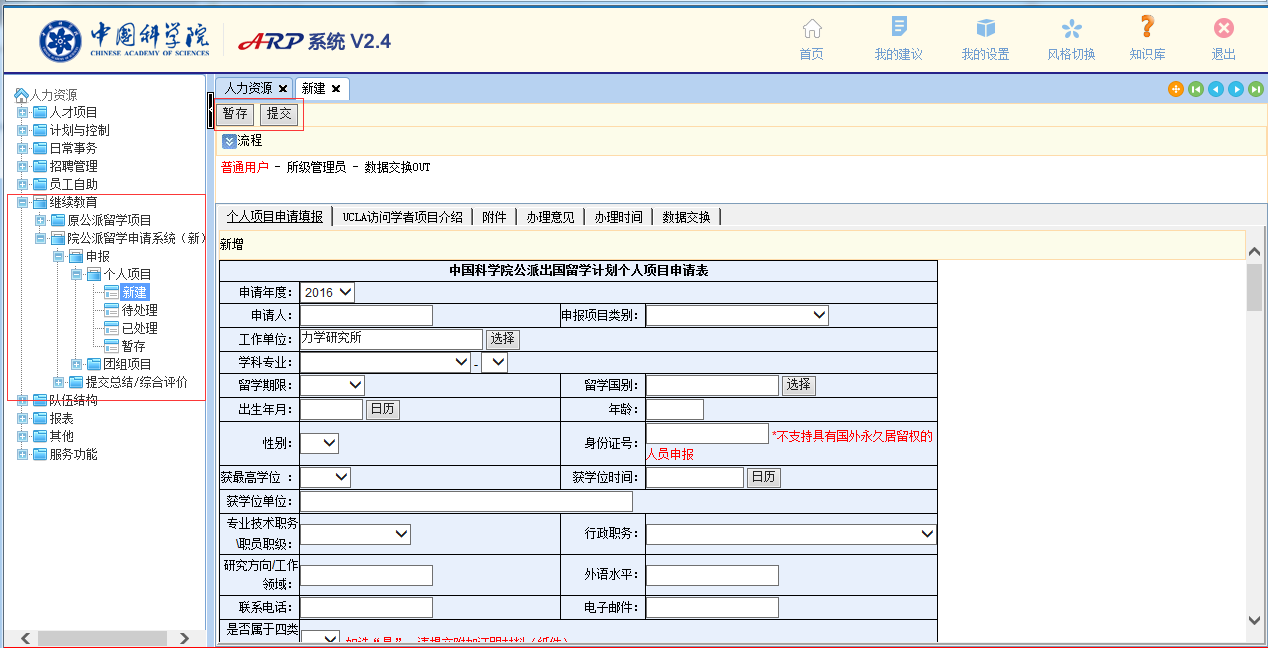 中国科学院
CHINESE ACADEMY OF SCIENCES
ARP 系统 V2.4
首页
我的建议
我的设置
风格切换
知识库
退出
人力资源
人才项目
计划与控制
日常事务
招聘管理
员工自助
继续教育
原公派留学项目
院公派留学申请系统（新）
申报
个人项目
新建
待处理
已处理
暂存
团组项目
提交总结/综合评价
队伍结构
报表
其他
服务功能
人力资源
新建
暂存 提交
流程
普通用户 - 所级管理员 - 数据交换OUT
个人项目申请填报 UCLA访问学者项目介绍 附件 办理意见 办理时间 数据交换
新增
中国科学院公派出国留学计划个人项目申请表
申请年度： 2016
申请人： 申报项目类别：
工作单位： 力学研究所 选择
学科专业： -
留学期限： 留学国别： 选择
出生年月： 日历 年龄：
性别： 身份证号： *不支持具有国外永久居留权的
人员申报
获最高学位 ： 获学位时间： 日历
获学位单位：
专业技术职务
\职员职级： 行政职务：
研究方向/工作
领域： 外语水平：
联系电话： 电子邮件：
是否属于四类
如选“是”，请提交附加证明材料（纸件）